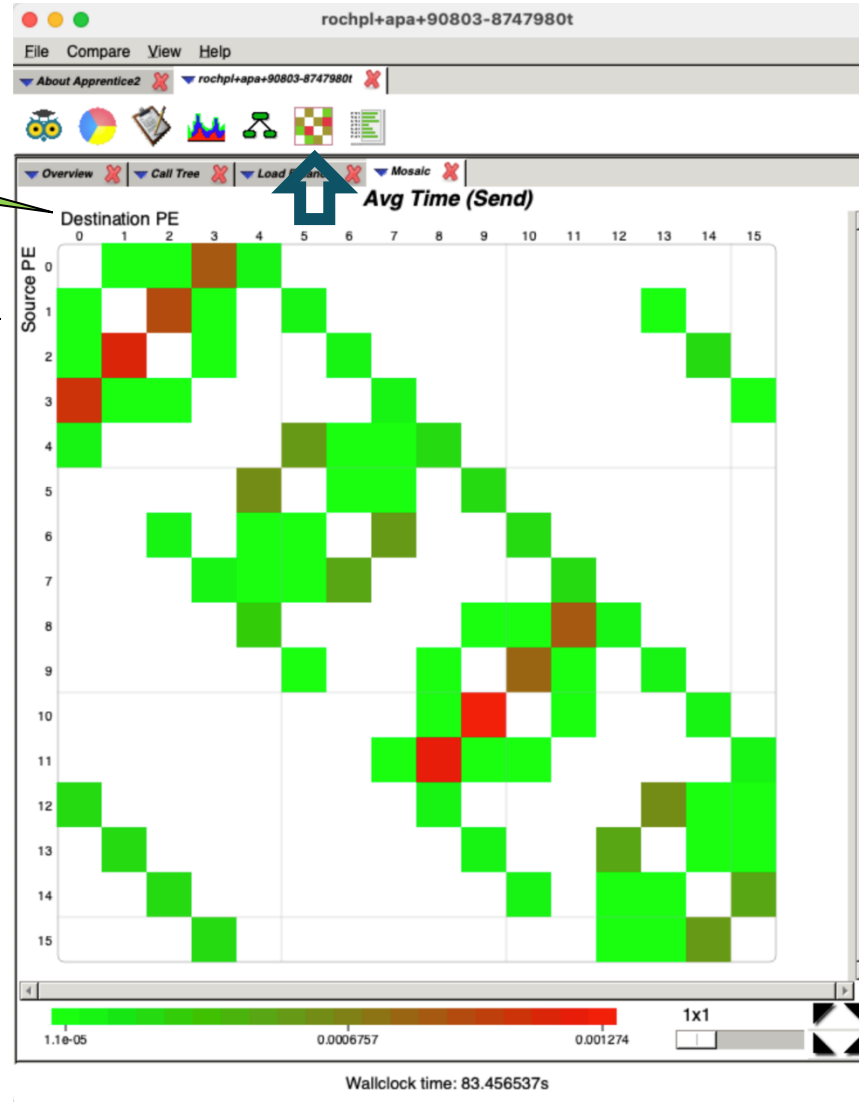 rochpl+apa+90803-8747980t
File Compare View Help
About Apprentice2 rochpl+apa+90803-8747980t
Overview Call Tree Load Mosaic
Avg Time (Send)
Destination PE
0 1 2 3 4 5 6 7 8 9 10 11 12 13 14 15
Source PE
0
1
2
3
4
5
6
7
8
9
10
11
12
13
14
15
1.1e-05 0.0006757 0.001274
1x1
Wallclock time: 83.456537s